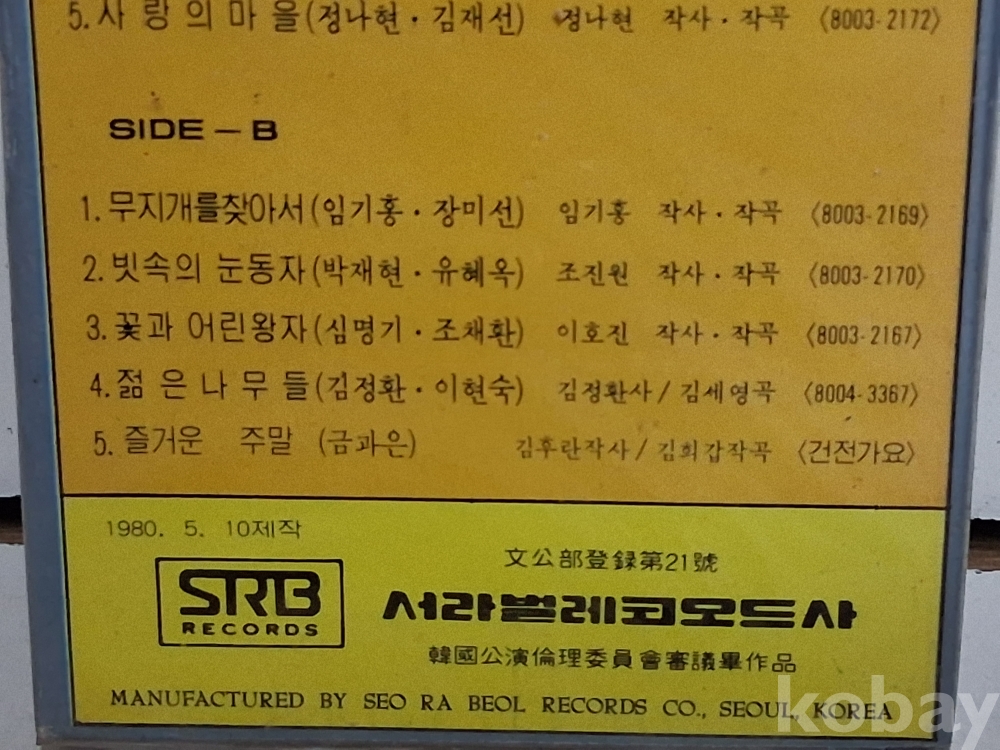 5. 사랑의 마을(정나현·김재선) 정나현 작사·작곡 〈8003-2172〉
SIDE – B
1. 무지개를찾아서(임기홍·장미선) 임기홍 작사·작곡 〈8003-2169〉
2. 빗속의 눈동자(박재현·유혜옥) 조진원 작사·작곡 〈8003-2170〉
3. 꽃과 어린왕자(심명기·조채환) 이호진 작사·작곡 〈8003-2167〉
4. 젊은나무들(김정환·이현숙) 김정환사/김세영곡 〈8004-3367〉
5. 즐거운 주말 (금과은) 김후란작사/김희갑작곡 〈건전가요〉
1980. 5. 10제작
文公部登録第21號
SRB
RECORDS
서라벌레코오드사
韓國公演倫理委員會審議畢作品
MANUFACTURED BY SEO RA BEOL RECORDS CO., SEOUL, KOREA
kobay